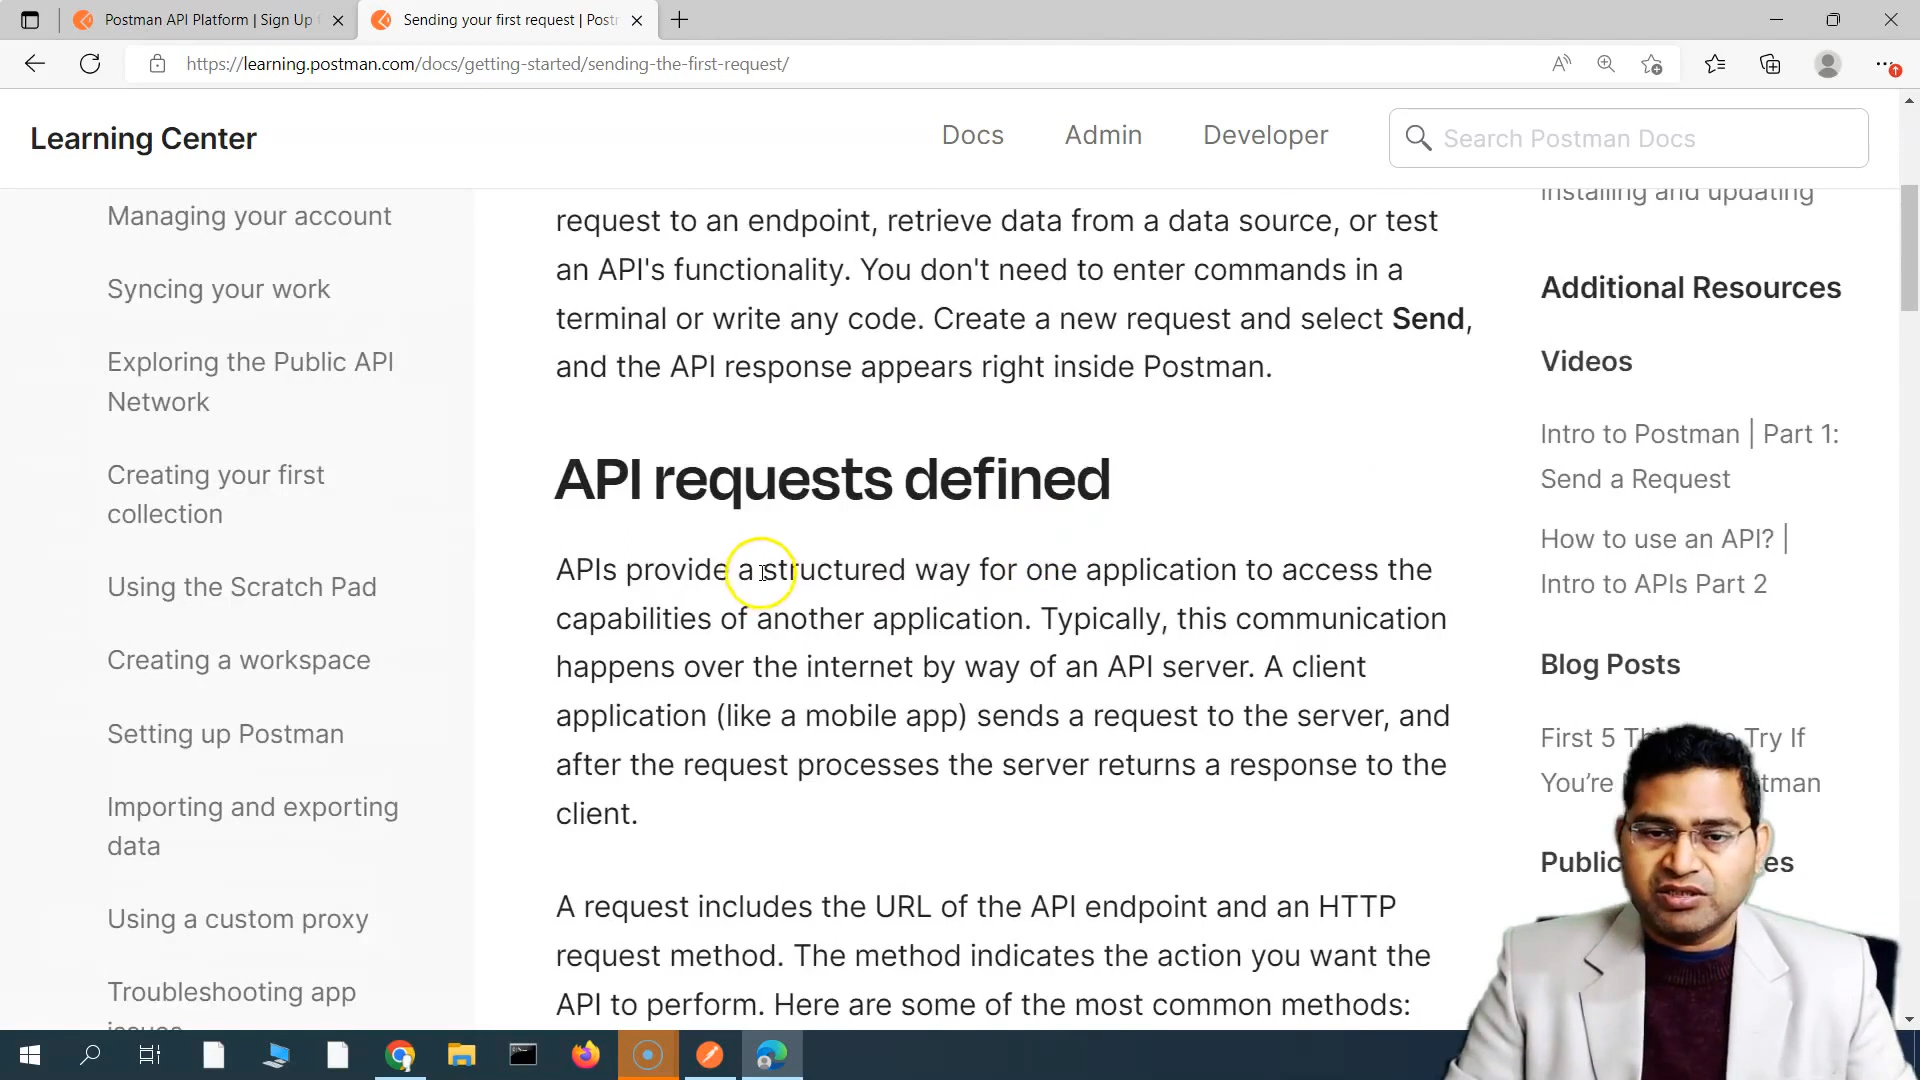 Postman API Platform | Sign Up
Sending your first request | Post
https://learning.postman.com/docs/getting-started/sending-the-first-request/
Learning Center
Docs
Admin
Developer
Search Postman Docs
Managing your account
Syncing your work
Exploring the Public API
Network
Creating your first
collection
Using the Scratch Pad
Creating a workspace
Setting up Postman
Importing and exporting
data
Using a custom proxy
Troubleshooting app
issues
request to an endpoint, retrieve data from a data source, or test
an API's functionality. You don't need to enter commands in a
terminal or write any code. Create a new request and select Send,
and the API response appears right inside Postman.
API requests defined
APIs provide a structured way for one application to access the
capabilities of another application. Typically, this communication
happens over the internet by way of an API server. A client
application (like a mobile app) sends a request to the server, and
after the request processes the server returns a response to the
client.
A request includes the URL of the API endpoint and an HTTP
request method. The method indicates the action you want the
API to perform. Here are some of the most common methods:
Installing and updating
Additional Resources
Videos
Intro to Postman | Part 1:
Send a Request
How to use an API? |
Intro to APIs Part 2
Blog Posts
First 5 Th to Try If
You're tman
Public es